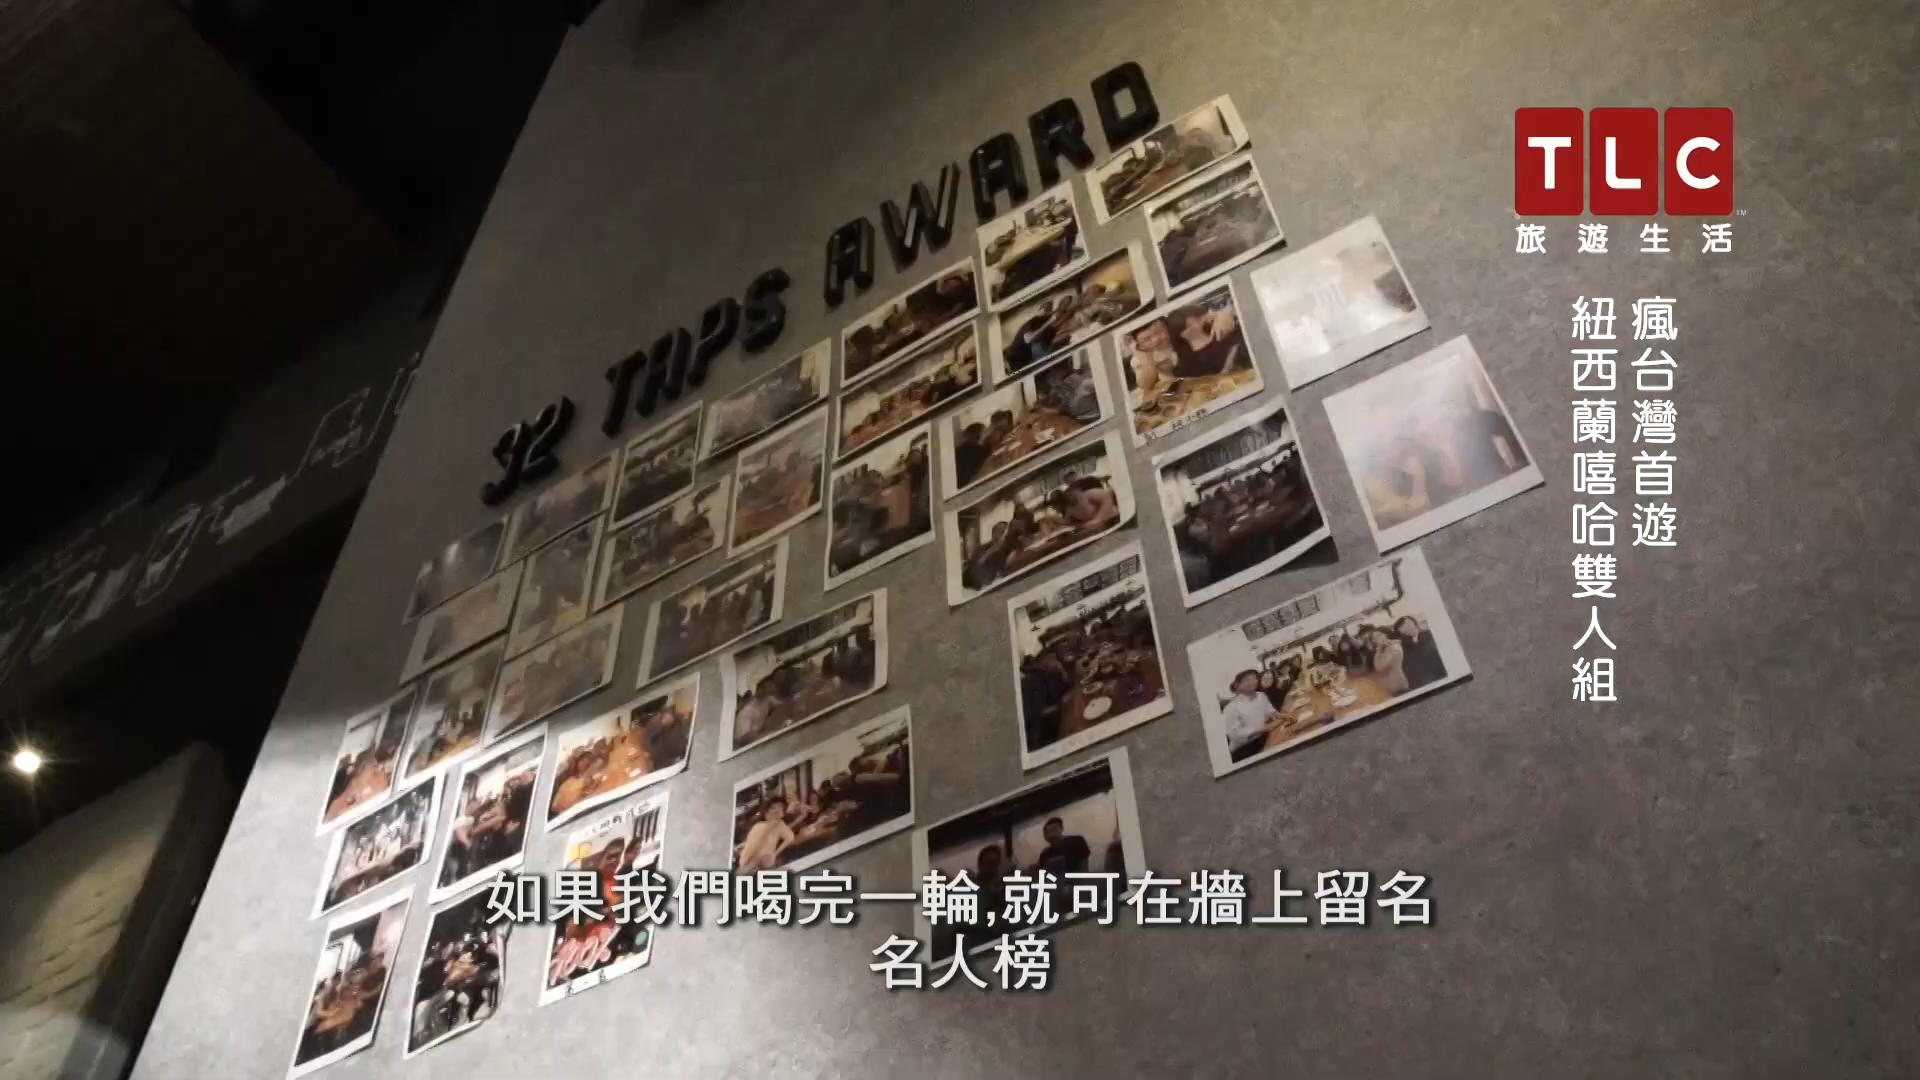 32 TAPS AWARD
TLC
旅遊生活
瘋台灣首遊
紐西蘭嘻哈雙人組
如果我們喝完一輪,就可在牆上留名
名人榜